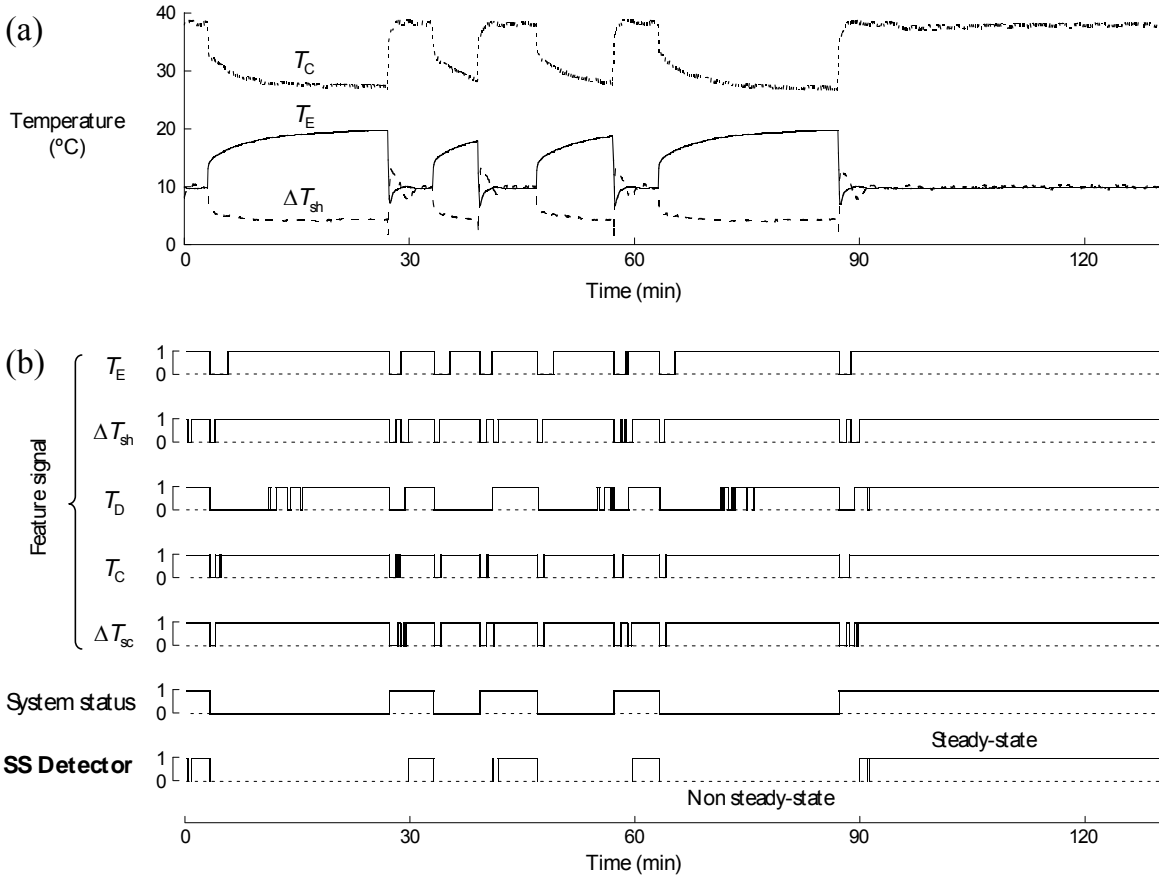 (a)
40
30
20
10
0
Temperature
(ºC)
T_C
T_E
ΔT_sh
0 30 60 90 120
Time (min)
(b)
Feature signal
T_E 1
0
ΔT_sh 1
0
T_D 1
0
T_C 1
0
ΔT_sc 1
0
System status 1
0
SS Detector 1
0
Steady-state
Non steady-state
0 30 60 90 120
Time (min)